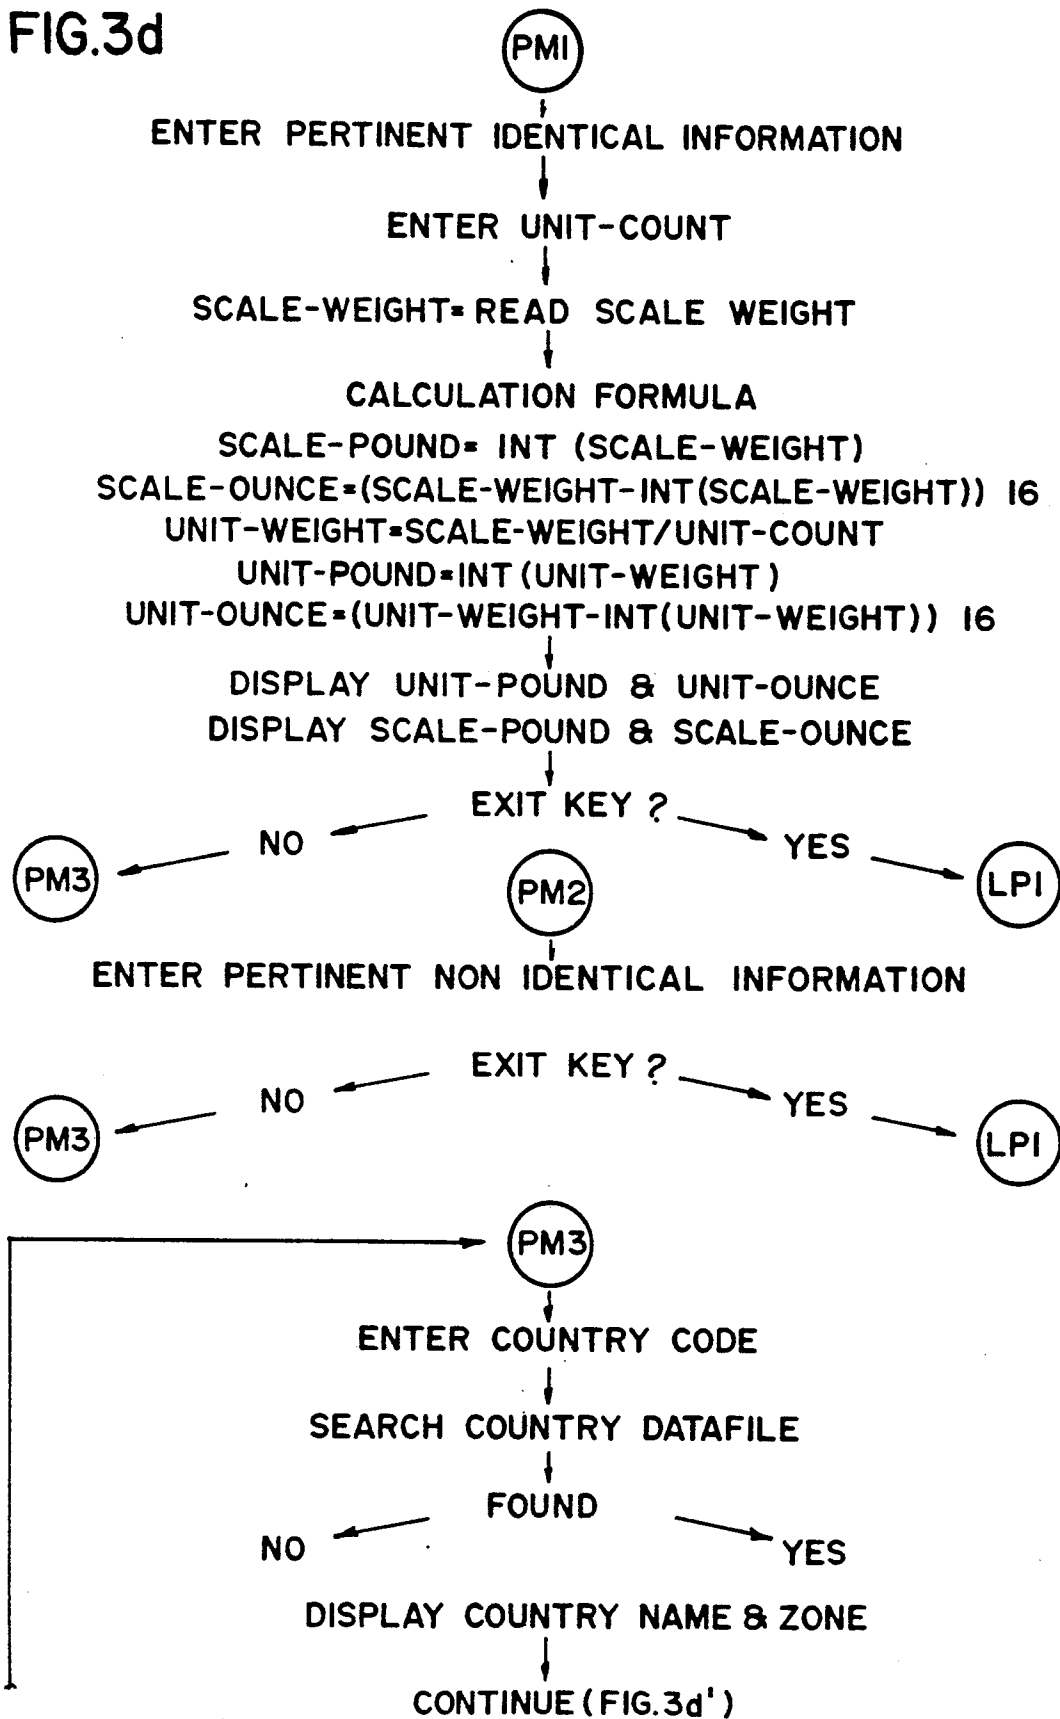 FIG.3d
PM1
ENTER PERTINENT IDENTICAL INFORMATION
ENTER UNIT-COUNT
SCALE-WEIGHT=READ SCALE WEIGHT
CALCULATION FORMULA
SCALE-POUND= INT (SCALE-WEIGHT)
SCALE-OUNCE=(SCALE-WEIGHT-INT(SCALE-WEIGHT)) 16
UNIT-WEIGHT=SCALE-WEIGHT/UNIT-COUNT
UNIT-POUND=INT(UNIT-WEIGHT)
UNIT-OUNCE=(UNIT-WEIGHT-INT(UNIT-WEIGHT)) 16
DISPLAY UNIT-POUND & UNIT-OUNCE
DISPLAY SCALE-POUND & SCALE-OUNCE
EXIT KEY?
NO
YES
PM3
PM2
LP1
ENTER PERTINENT NON IDENTICAL INFORMATION
EXIT KEY?
NO
YES
PM3
LP1
PM3
ENTER COUNTRY CODE
SEARCH COUNTRY DATAFILE
FOUND
NO
YES
DISPLAY COUNTRY NAME & ZONE
CONTINUE(FIG.3d')